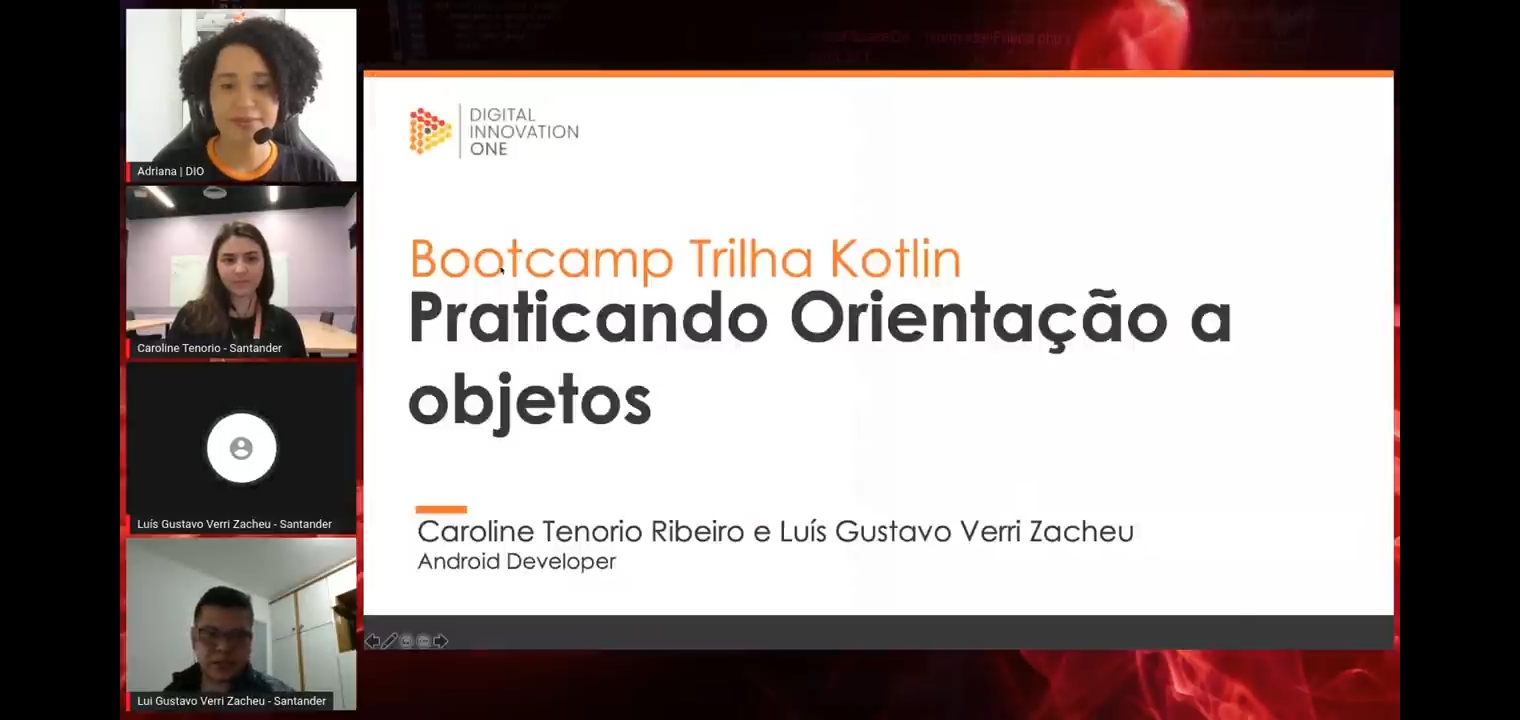 Adriana | DIO
Caroline Tenorio - Santander
Luís Gustavo Verri Zacheu - Santander
Lui Gustavo Verri Zacheu - Santander
DIGITAL
INNOVATION
ONE
Bootcamp Trilha Kotlin
Praticando Orientação a
objetos
Caroline Tenorio Ribeiro e Luís Gustavo Verri Zacheu
Android Developer